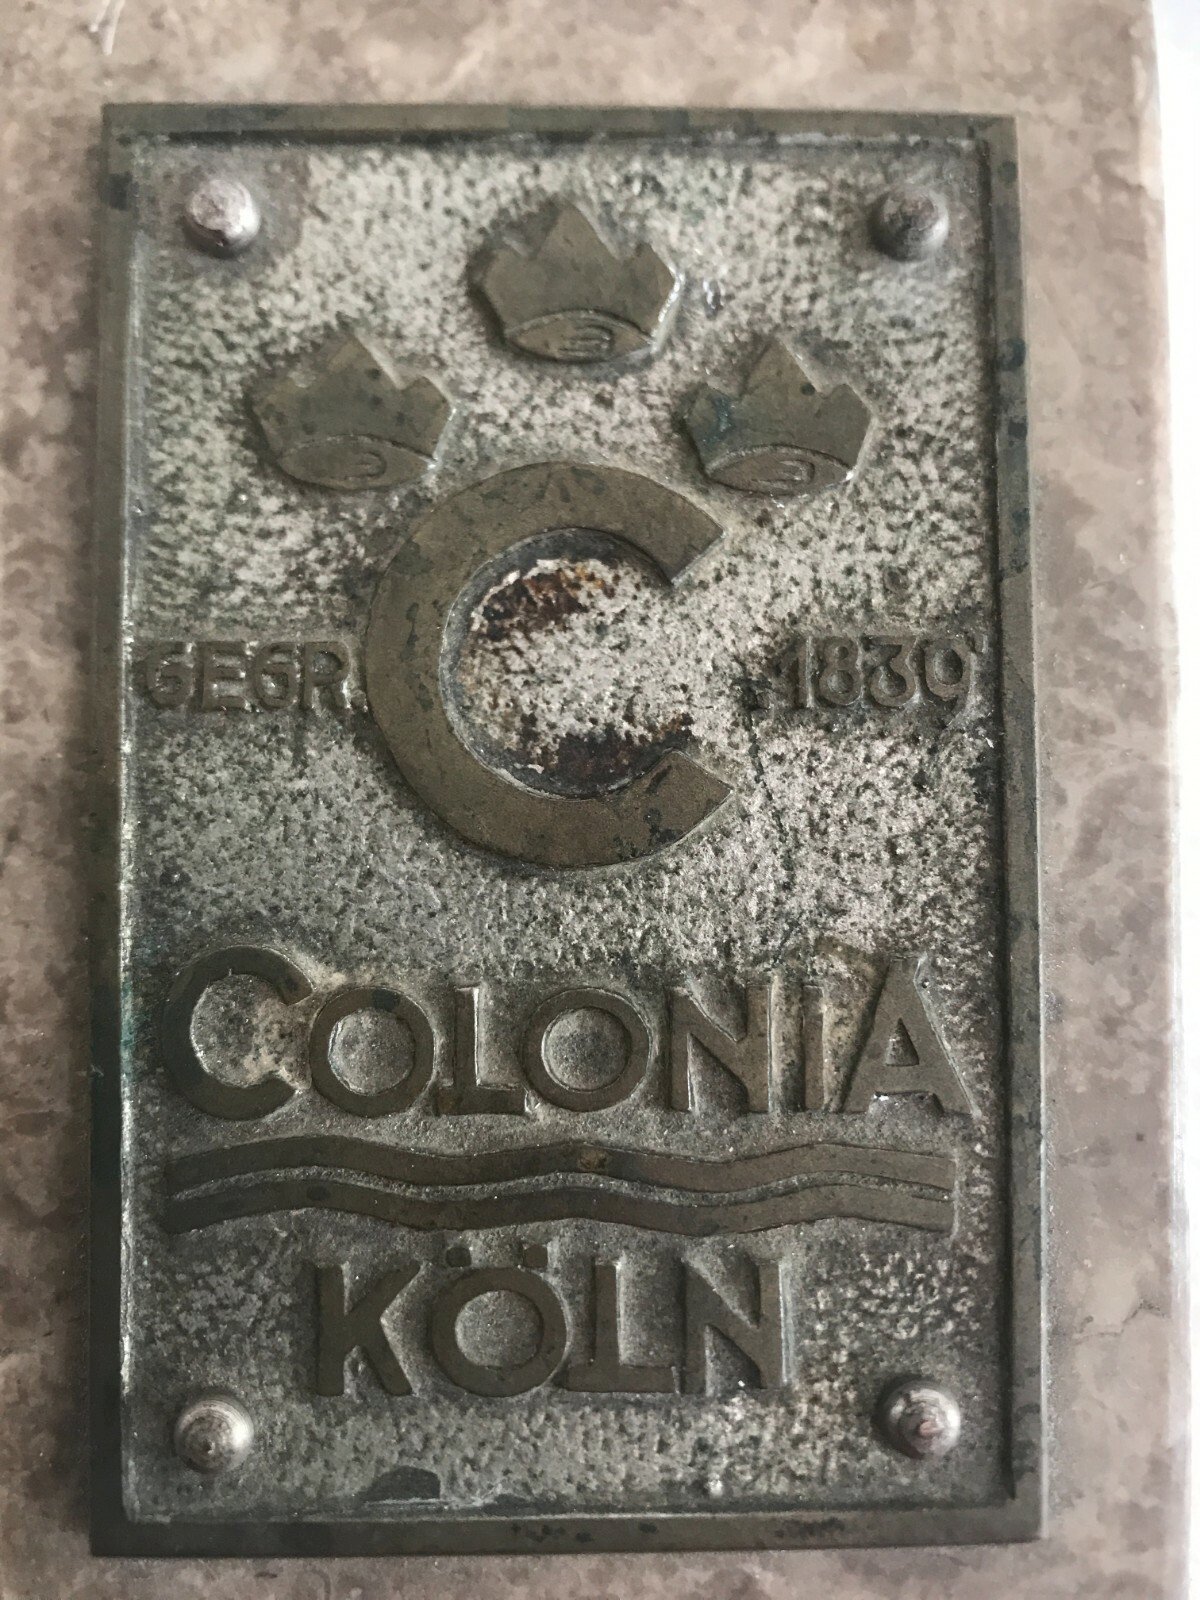 C
GEGR. 1839
COLONIA
KÖLN